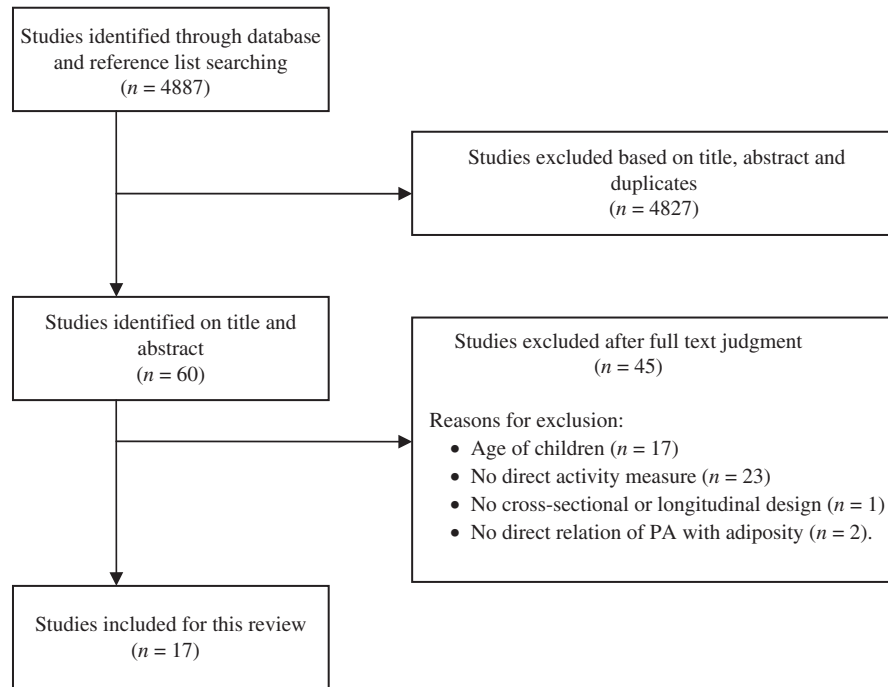 Studies identified through database
and reference list searching
(n = 4887)
Studies excluded based on title, abstract and
duplicates
(n = 4827)
Studies identified on title and
abstract
(n = 60)
Studies excluded after full text judgment
(n = 45)
Reasons for exclusion:
• Age of children (n = 17)
• No direct activity measure (n = 23)
• No cross-sectional or longitudinal design (n = 1)
• No direct relation of PA with adiposity (n = 2).
Studies included for this review
(n = 17)